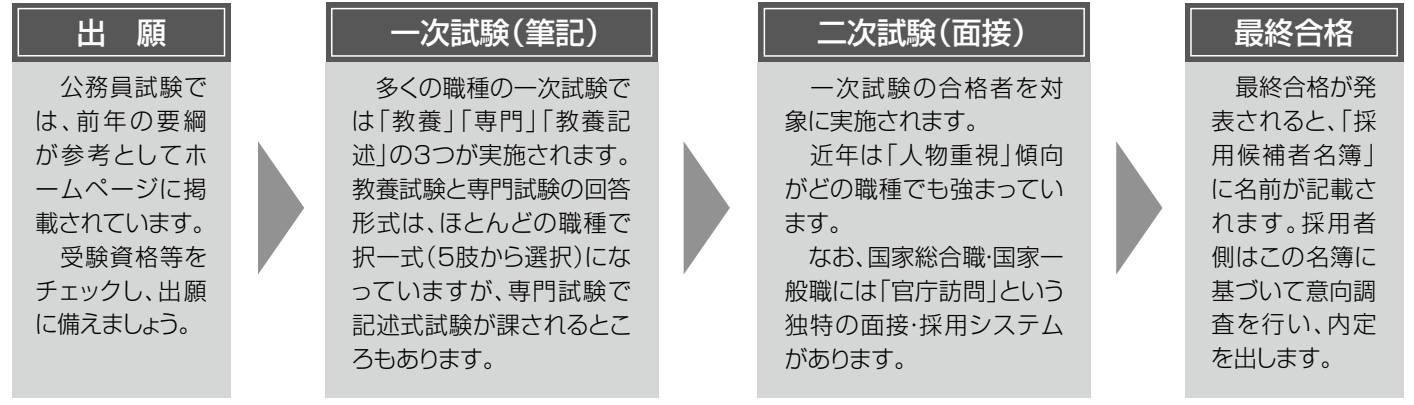 出　願
　公務員試験で
は、前年の要綱
が参考としてホ
ームページに掲
載されています。
　受験資格等を
チェックし、出願
に備えましょう。
一次試験（筆記）
　多くの職種の一次試験で
は「教養」「専門」「教養記
述」の3つが実施されます。
教養試験と専門試験の回答
形式は、ほとんどの職種で
択一式（5肢から選択）にな
っていますが、専門試験で
記述式試験が課されるとこ
ろもあります。
二次試験（面接）
　一次試験の合格者を対
象に実施されます。
　近年は「人物重視」傾向
がどの職種でも強まってい
ます。
　なお、国家総合職・国家一
般職には「官庁訪問」という
独特の面接・採用システム
があります。
最終合格
　最終合格が発
表されると、「採
用候補者名簿」
に名前が記載さ
れます。採用者
側はこの名簿に
基づいて意向調
査を行い、内定
を出します。